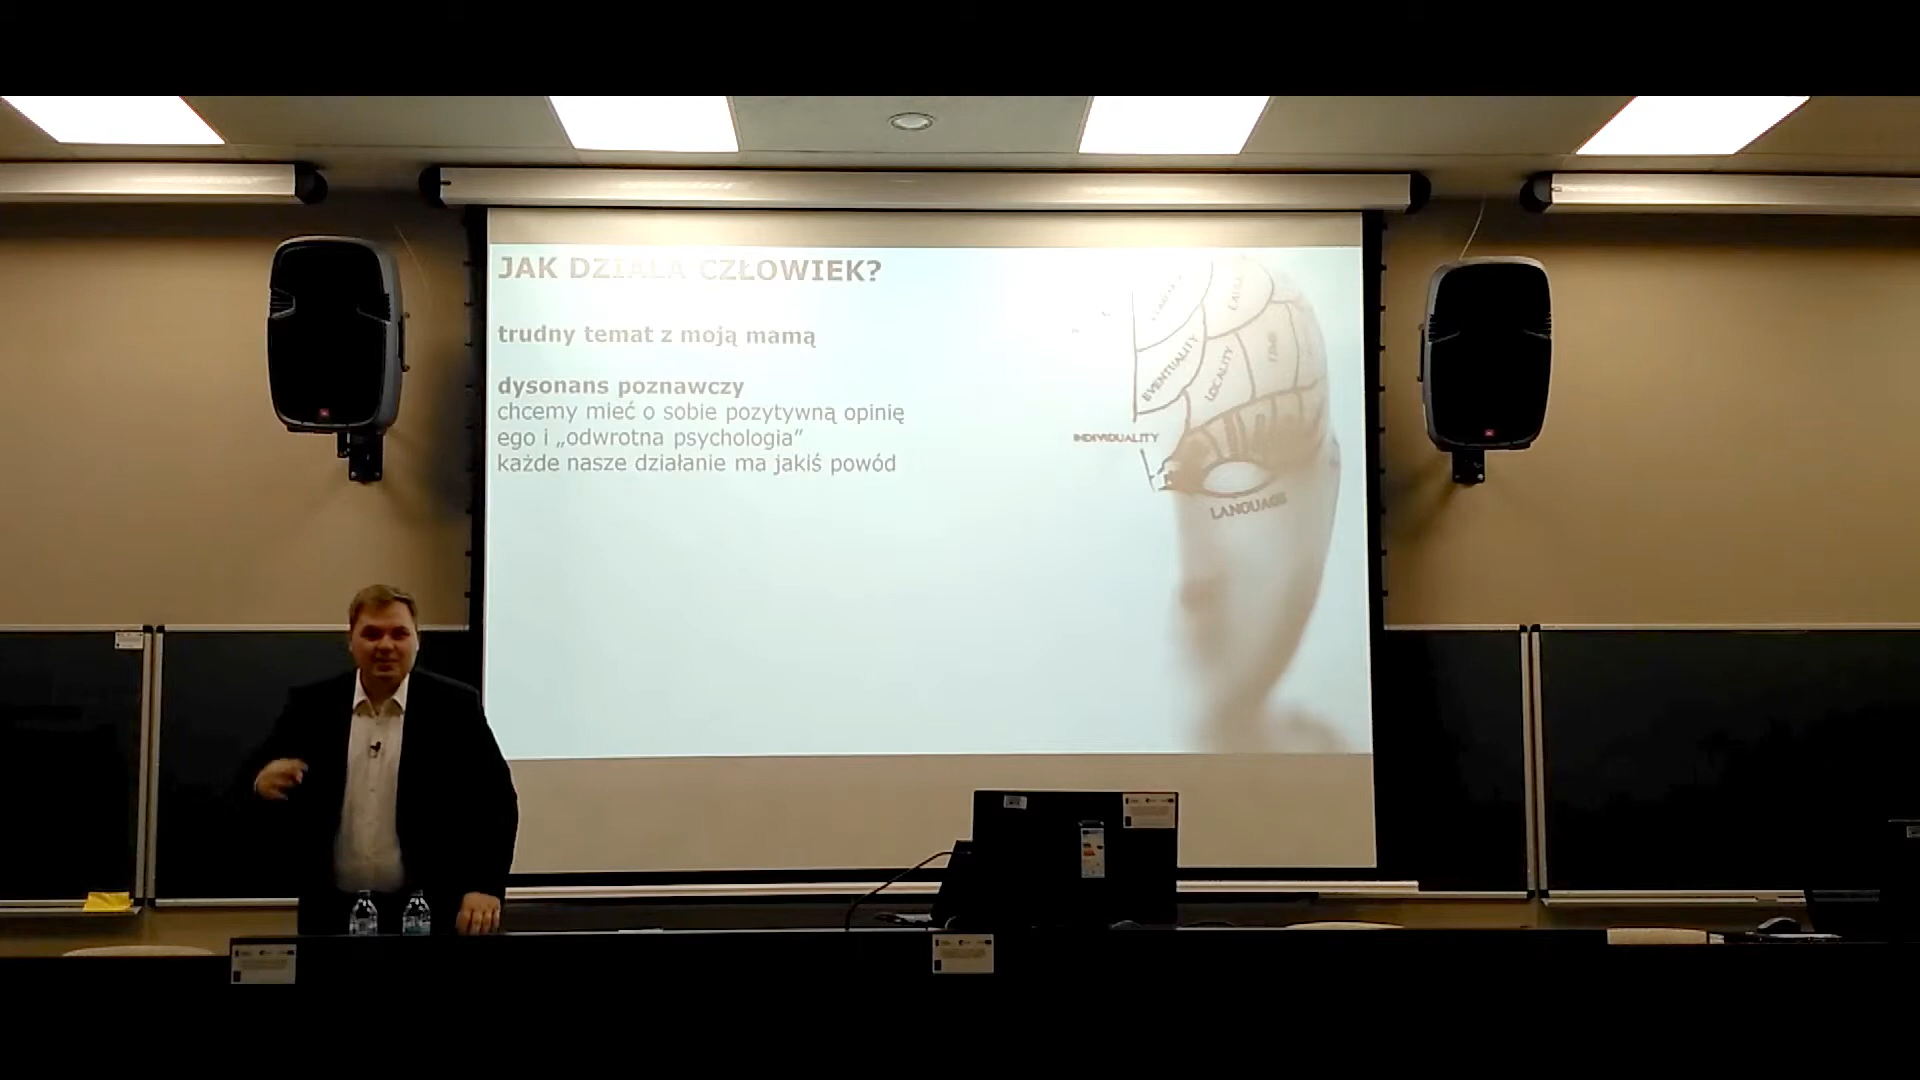 JAK DZIAŁA CZŁOWIEK?
trudny temat z moją mamą
dysonans poznawczy
chcemy mieć o sobie pozytywną opinię
ego i „odwrotna psychologia”
każde nasze działanie ma jakiś powód
EVENTUALITY
LOCALITY
TIME
INDIVIDUALITY
LANGUAGE